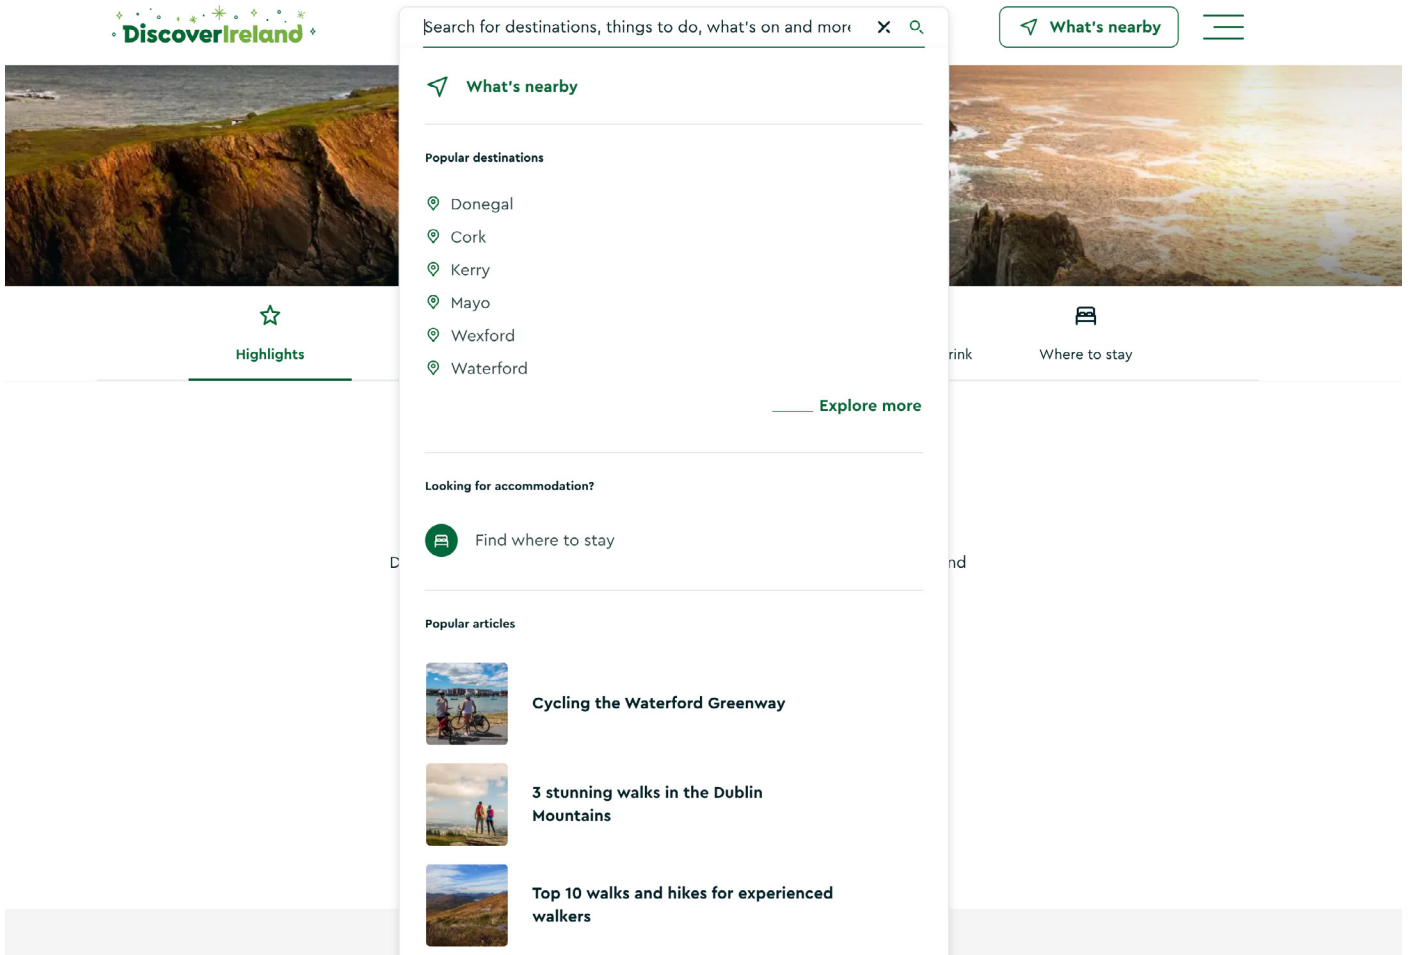 DiscoverIreland
Search for destinations, things to do, what's on and more
What's nearby
What's nearby
Popular destinations
Donegal
Cork
Kerry
Mayo
Wexford
Waterford
Explore more
Highlights
rink
Where to stay
Looking for accommodation?
Find where to stay
D
nd
Popular articles
Cycling the Waterford Greenway
3 stunning walks in the Dublin
Mountains
Top 10 walks and hikes for experienced
walkers